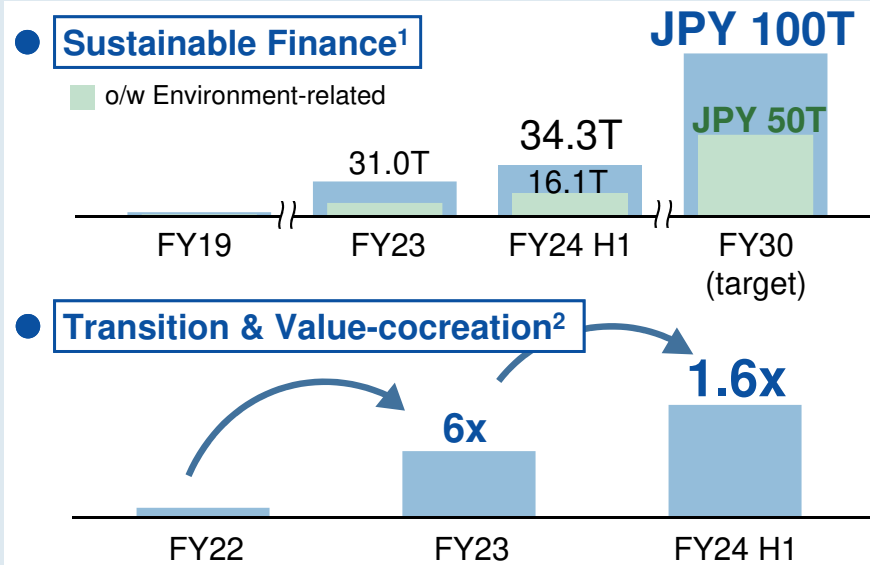 Sustainable Finance1
JPY 100T
o/w Environment-related
JPY 50T
34.3T
31.0T
16.1T
FY19
FY23
FY24 H1
FY30
(target)
Transition & Value-cocreation2
1.6x
6x
FY22
FY23
FY24 H1